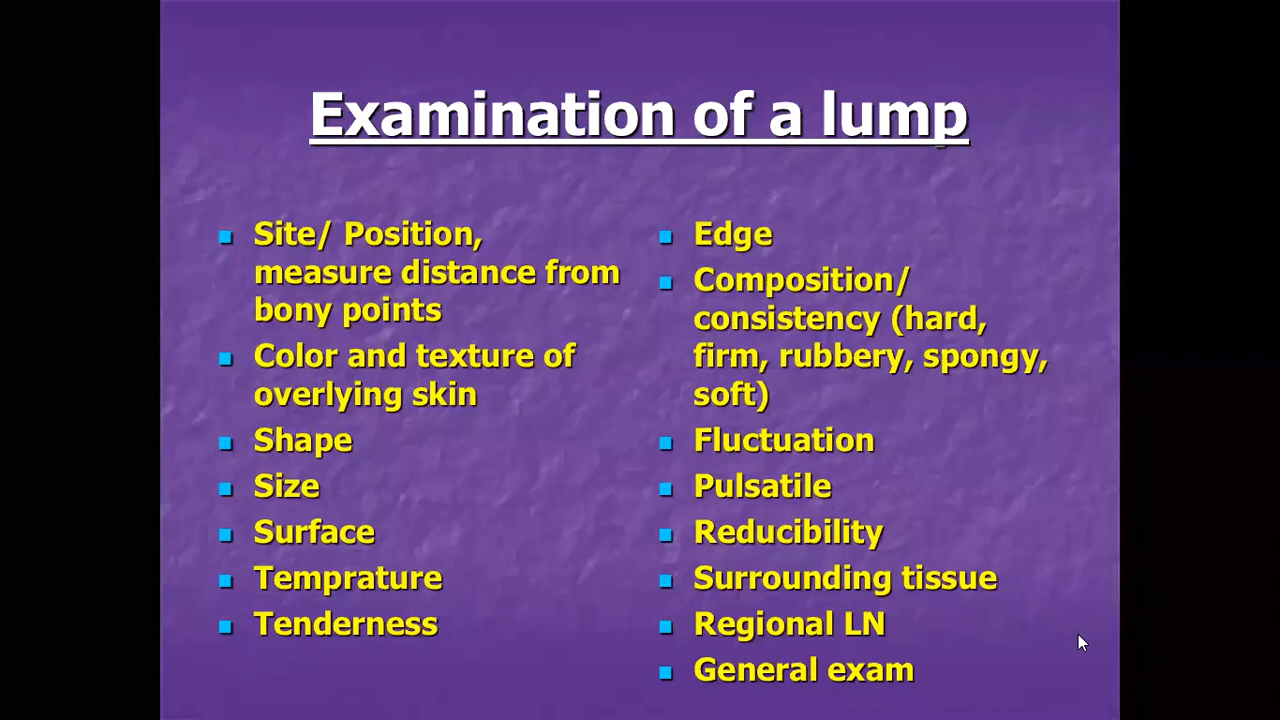 Examination of a lump
Site/ Position,
measure distance from
bony points
Color and texture of
overlying skin
Shape
Size
Surface
Temprature
Tenderness
Edge
Composition/
consistency (hard,
firm, rubbery, spongy,
soft)
Fluctuation
Pulsatile
Reducibility
Surrounding tissue
Regional LN
General exam